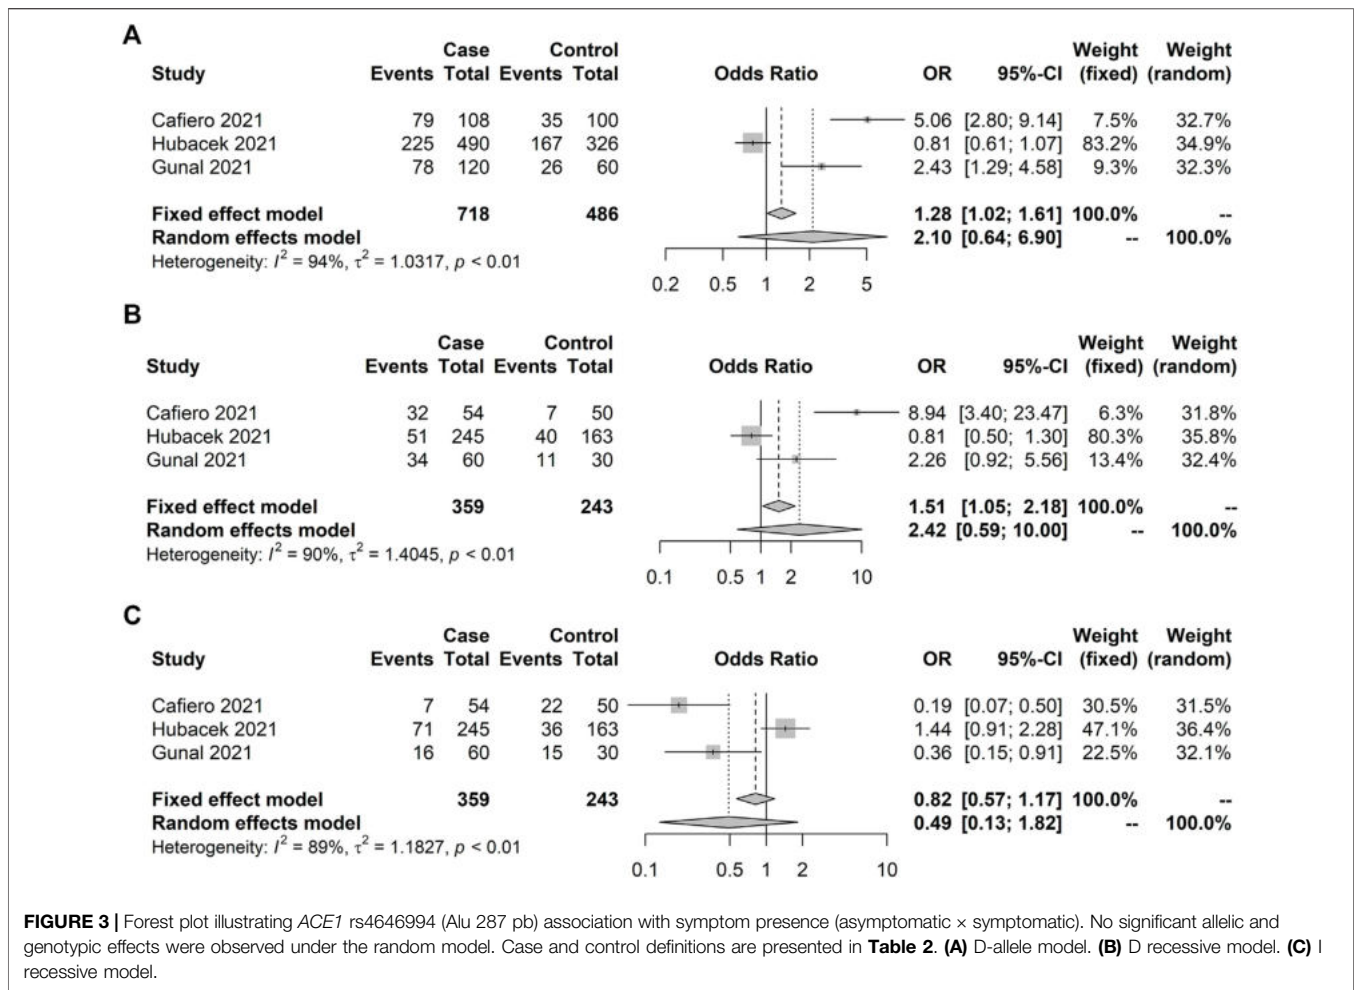 A
Case Control Weight Weight
Study Events Total Events Total Odds Ratio OR 95%-CI (fixed) (random)
Cafiero 2021 79 108 35 100 5.06 [2.80; 9.14] 7.5% 32.7%
Hubacek 2021 225 490 167 326 0.81 [0.61; 1.07] 83.2% 34.9%
Gunal 2021 78 120 26 60 2.43 [1.29; 4.58] 9.3% 32.3%
Fixed effect model 718 486 1.28 [1.02; 1.61] 100.0% --
Random effects model 2.10 [0.64; 6.90] -- 100.0%
Heterogeneity: I² = 94%, τ² = 1.0317, p < 0.01
0.2 0.5 1 2 5
B
Case Control Weight Weight
Study Events Total Events Total Odds Ratio OR 95%-CI (fixed) (random)
Cafiero 2021 32 54 7 50 8.94 [3.40; 23.47] 6.3% 31.8%
Hubacek 2021 51 245 40 163 0.81 [0.50; 1.30] 80.3% 35.8%
Gunal 2021 34 60 11 30 2.26 [0.92; 5.56] 13.4% 32.4%
Fixed effect model 359 243 1.51 [1.05; 2.18] 100.0% --
Random effects model 2.42 [0.59; 10.00] -- 100.0%
Heterogeneity: I² = 90%, τ² = 1.4045, p < 0.01
0.1 0.5 1 2 10
C
Case Control Weight Weight
Study Events Total Events Total Odds Ratio OR 95%-CI (fixed) (random)
Cafiero 2021 7 54 22 50 0.19 [0.07; 0.50] 30.5% 31.5%
Hubacek 2021 71 245 36 163 1.44 [0.91; 2.28] 47.1% 36.4%
Gunal 2021 16 60 15 30 0.36 [0.15; 0.91] 22.5% 32.1%
Fixed effect model 359 243 0.82 [0.57; 1.17] 100.0% --
Random effects model 0.49 [0.13; 1.82] -- 100.0%
Heterogeneity: I² = 89%, τ² = 1.1827, p < 0.01
0.1 0.5 1 2 10
FIGURE 3 | Forest plot illustrating ACE1 rs4646994 (Alu 287 pb) association with symptom presence (asymptomatic × symptomatic). No significant allelic and
genotypic effects were observed under the random model. Case and control definitions are presented in Table 2. (A) D-allele model. (B) D recessive model. (C) I
recessive model.